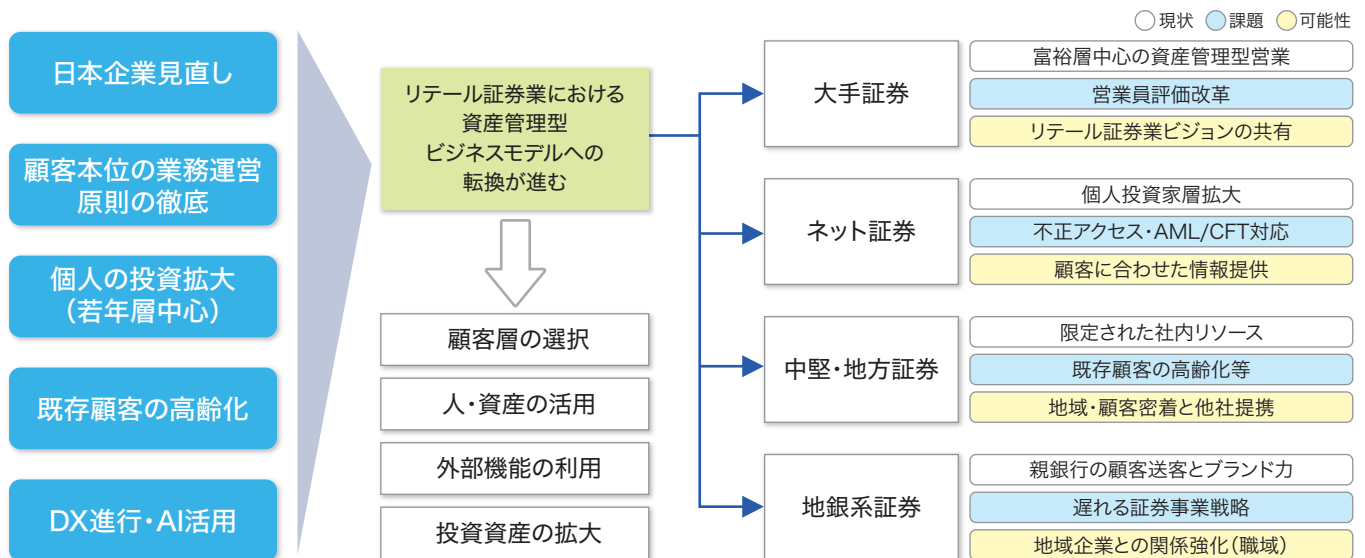 現状 課題 可能性
日本企業見直し
顧客本位の業務運営
原則の徹底
個人の投資拡大
（若年層中心）
既存顧客の高齢化
DX進行・AI活用
リテール証券業における
資産管理型
ビジネスモデルへの
転換が進む
顧客層の選択
人・資産の活用
外部機能の利用
投資資産の拡大
大手証券
富裕層中心の資産管理型営業
営業員評価改革
リテール証券業ビジョンの共有
ネット証券
個人投資家層拡大
不正アクセス・AML/CFT対応
顧客に合わせた情報提供
中堅・地方証券
限定された社内リソース
既存顧客の高齢化等
地域・顧客密着と他社提携
地銀系証券
親銀行の顧客送客とブランド力
遅れる証券事業戦略
地域企業との関係強化（職域）